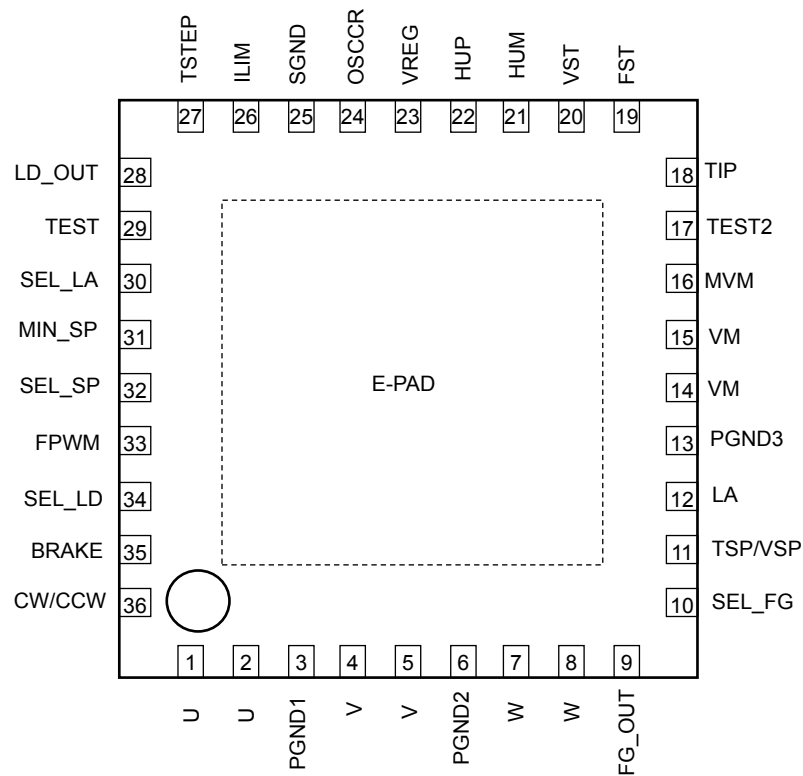 TSTEP
ILIM
SGND
OSCCR
VREG
HUP
HUM
VST
FST
27
26
25
24
23
22
21
20
19
LD_OUT 28
18 TIP
TEST 29
17 TEST2
SEL_LA 30
16 MVM
MIN_SP 31
15 VM
SEL_SP 32
E-PAD
14 VM
FPWM 33
13 PGND3
SEL_LD 34
12 LA
BRAKE 35
11 TSP/VSP
CW/CCW 36
10 SEL_FG
1
2
3
4
5
6
7
8
9
U
U
PGND1
V
V
PGND2
W
W
FG_OUT